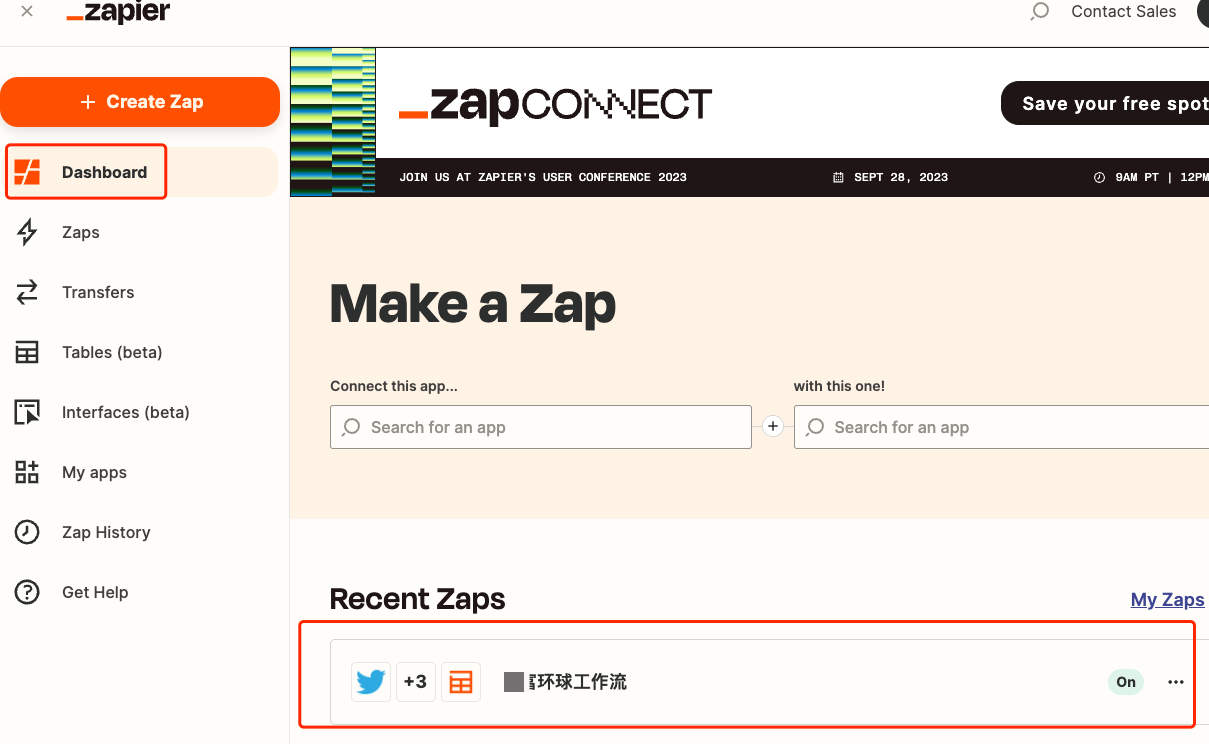 zapier
Contact Sales
+ Create Zap
Dashboard
Zaps
Transfers
Tables (beta)
Interfaces (beta)
My apps
Zap History
Get Help
zapCONNECT
Save your free spot
JOIN US AT ZAPIER'S USER CONFERENCE 2023
SEPT 28, 2023
9AM PT | 12PM
Make a Zap
Connect this app...
with this one!
Search for an app
+
Search for an app
Recent Zaps
My Zaps
+3
环球工作流
On